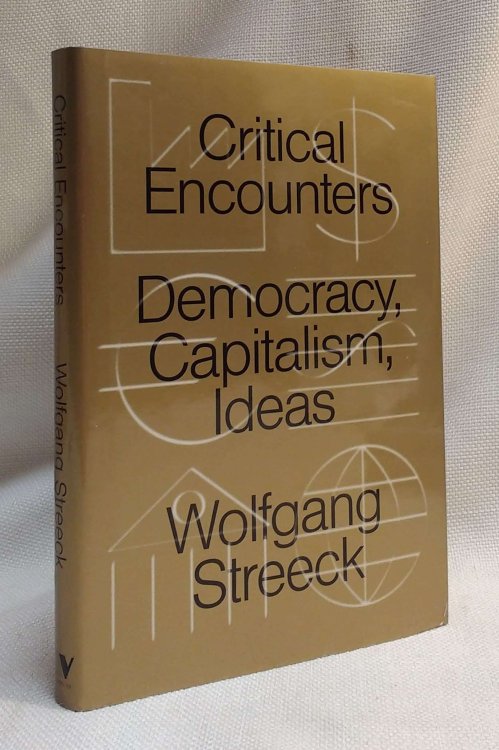 Critical
Encounters
Democracy,
Capitalism,
Ideas
Wolfgang
Streeck
Critical Encounters
Wolfgang Streeck
V